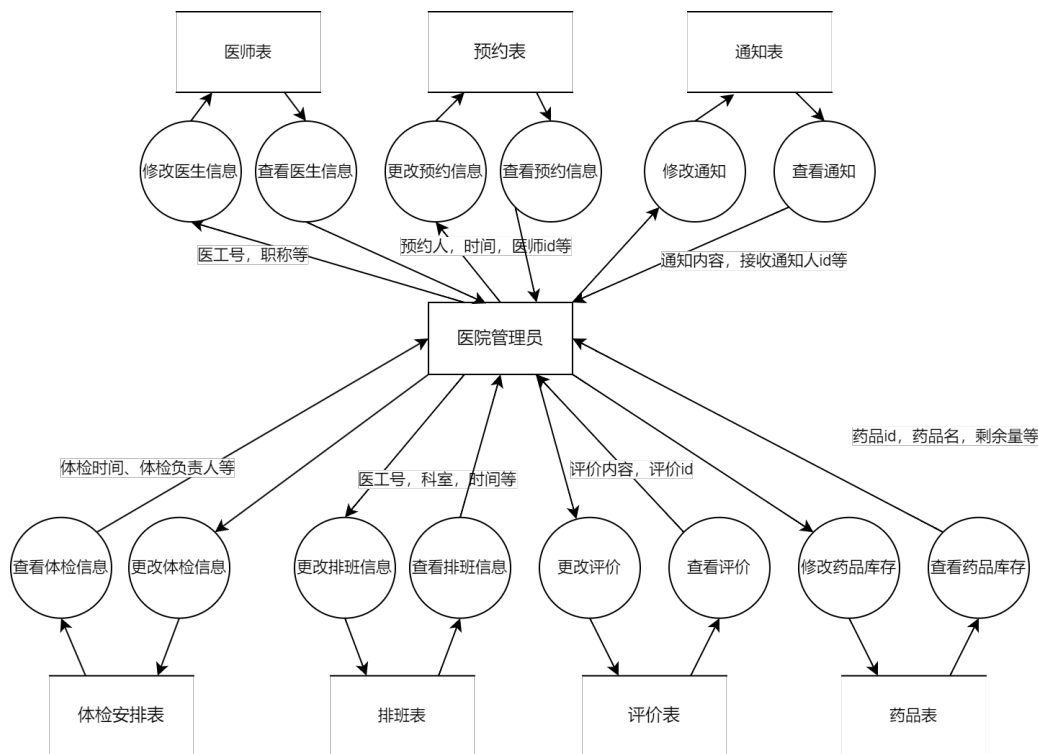 医师表
预约表
通知表
修改医生信息
查看医生信息
更改预约信息
查看预约信息
修改通知
查看通知
医工号，职称等
预约人，时间，医师id等
通知内容，接收通知人id等
医院管理员
体检时间、体检负责人等
医工号，科室，时间等
评价内容，评价id
药品id，药品名，剩余量等
查看体检信息
更改体检信息
更改排班信息
查看排班信息
更改评价
查看评价
修改药品库存
查看药品库存
体检安排表
排班表
评价表
药品表